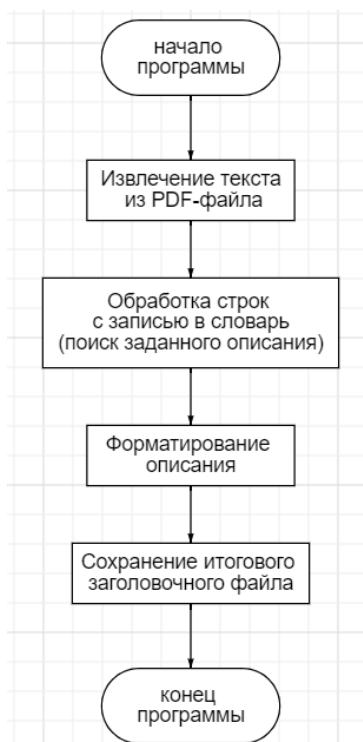 начало
программы
Извлечение текста
из PDF-файла
Обработка строк
с записью в словарь
(поиск заданного описания)
Форматирование
описания
Сохранение итогового
заголовочного файла
конец
программы